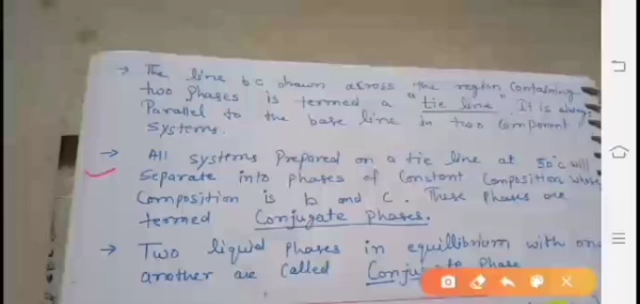 → The line bc drawn across the region containing
two phases is termed a "tie line". It is always
Parallel to the base line in two component
systems.
→ All systems Prepared on a tie line at 50°c will
Separate into phases of Constant Composition whose
Composition is b and c. These phases are
termed Conjugate phases.
→ Two liquid Phases in equilibrium with one
another are called Conjugate Phase